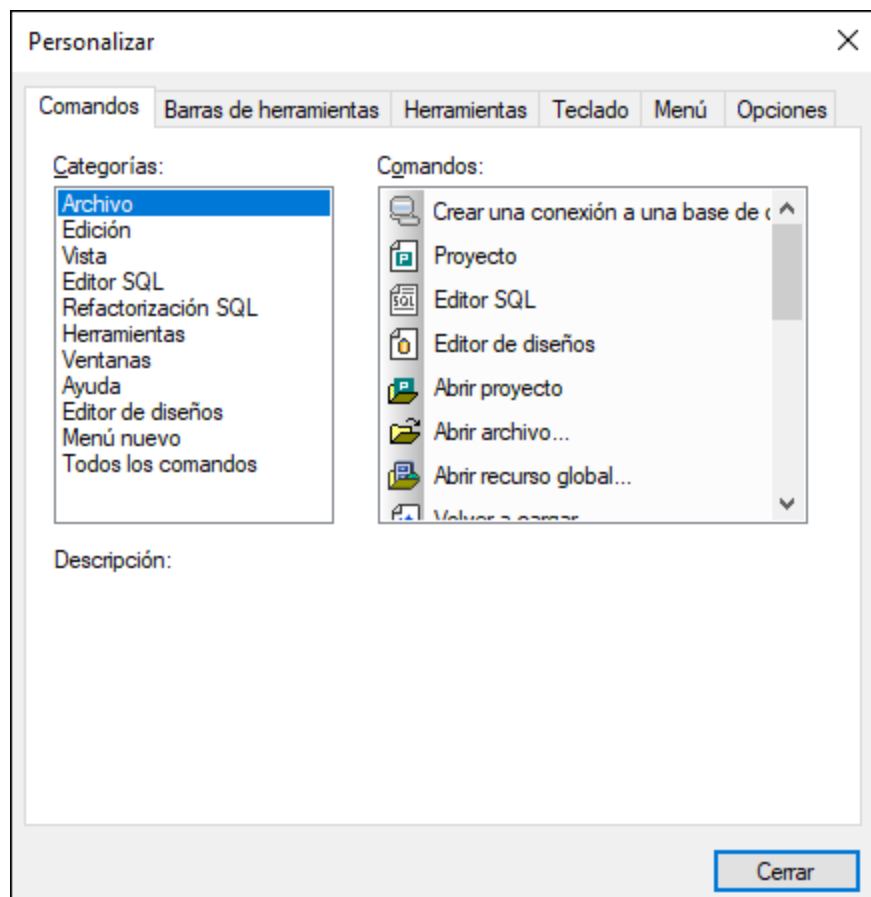 Personalizar
Comandos Barras de herramientas Herramientas Teclado Menú Opciones
Categorías:
Archivo
Edición
Vista
Editor SQL
Refactorización SQL
Herramientas
Ventanas
Ayuda
Editor de diseños
Menú nuevo
Todos los comandos
Comandos:
Crear una conexión a una base de
Proyecto
Editor SQL
Editor de diseños
Abrir proyecto
Abrir archivo...
Abrir recurso global...
Volver a cargar
Descripción:
Cerrar